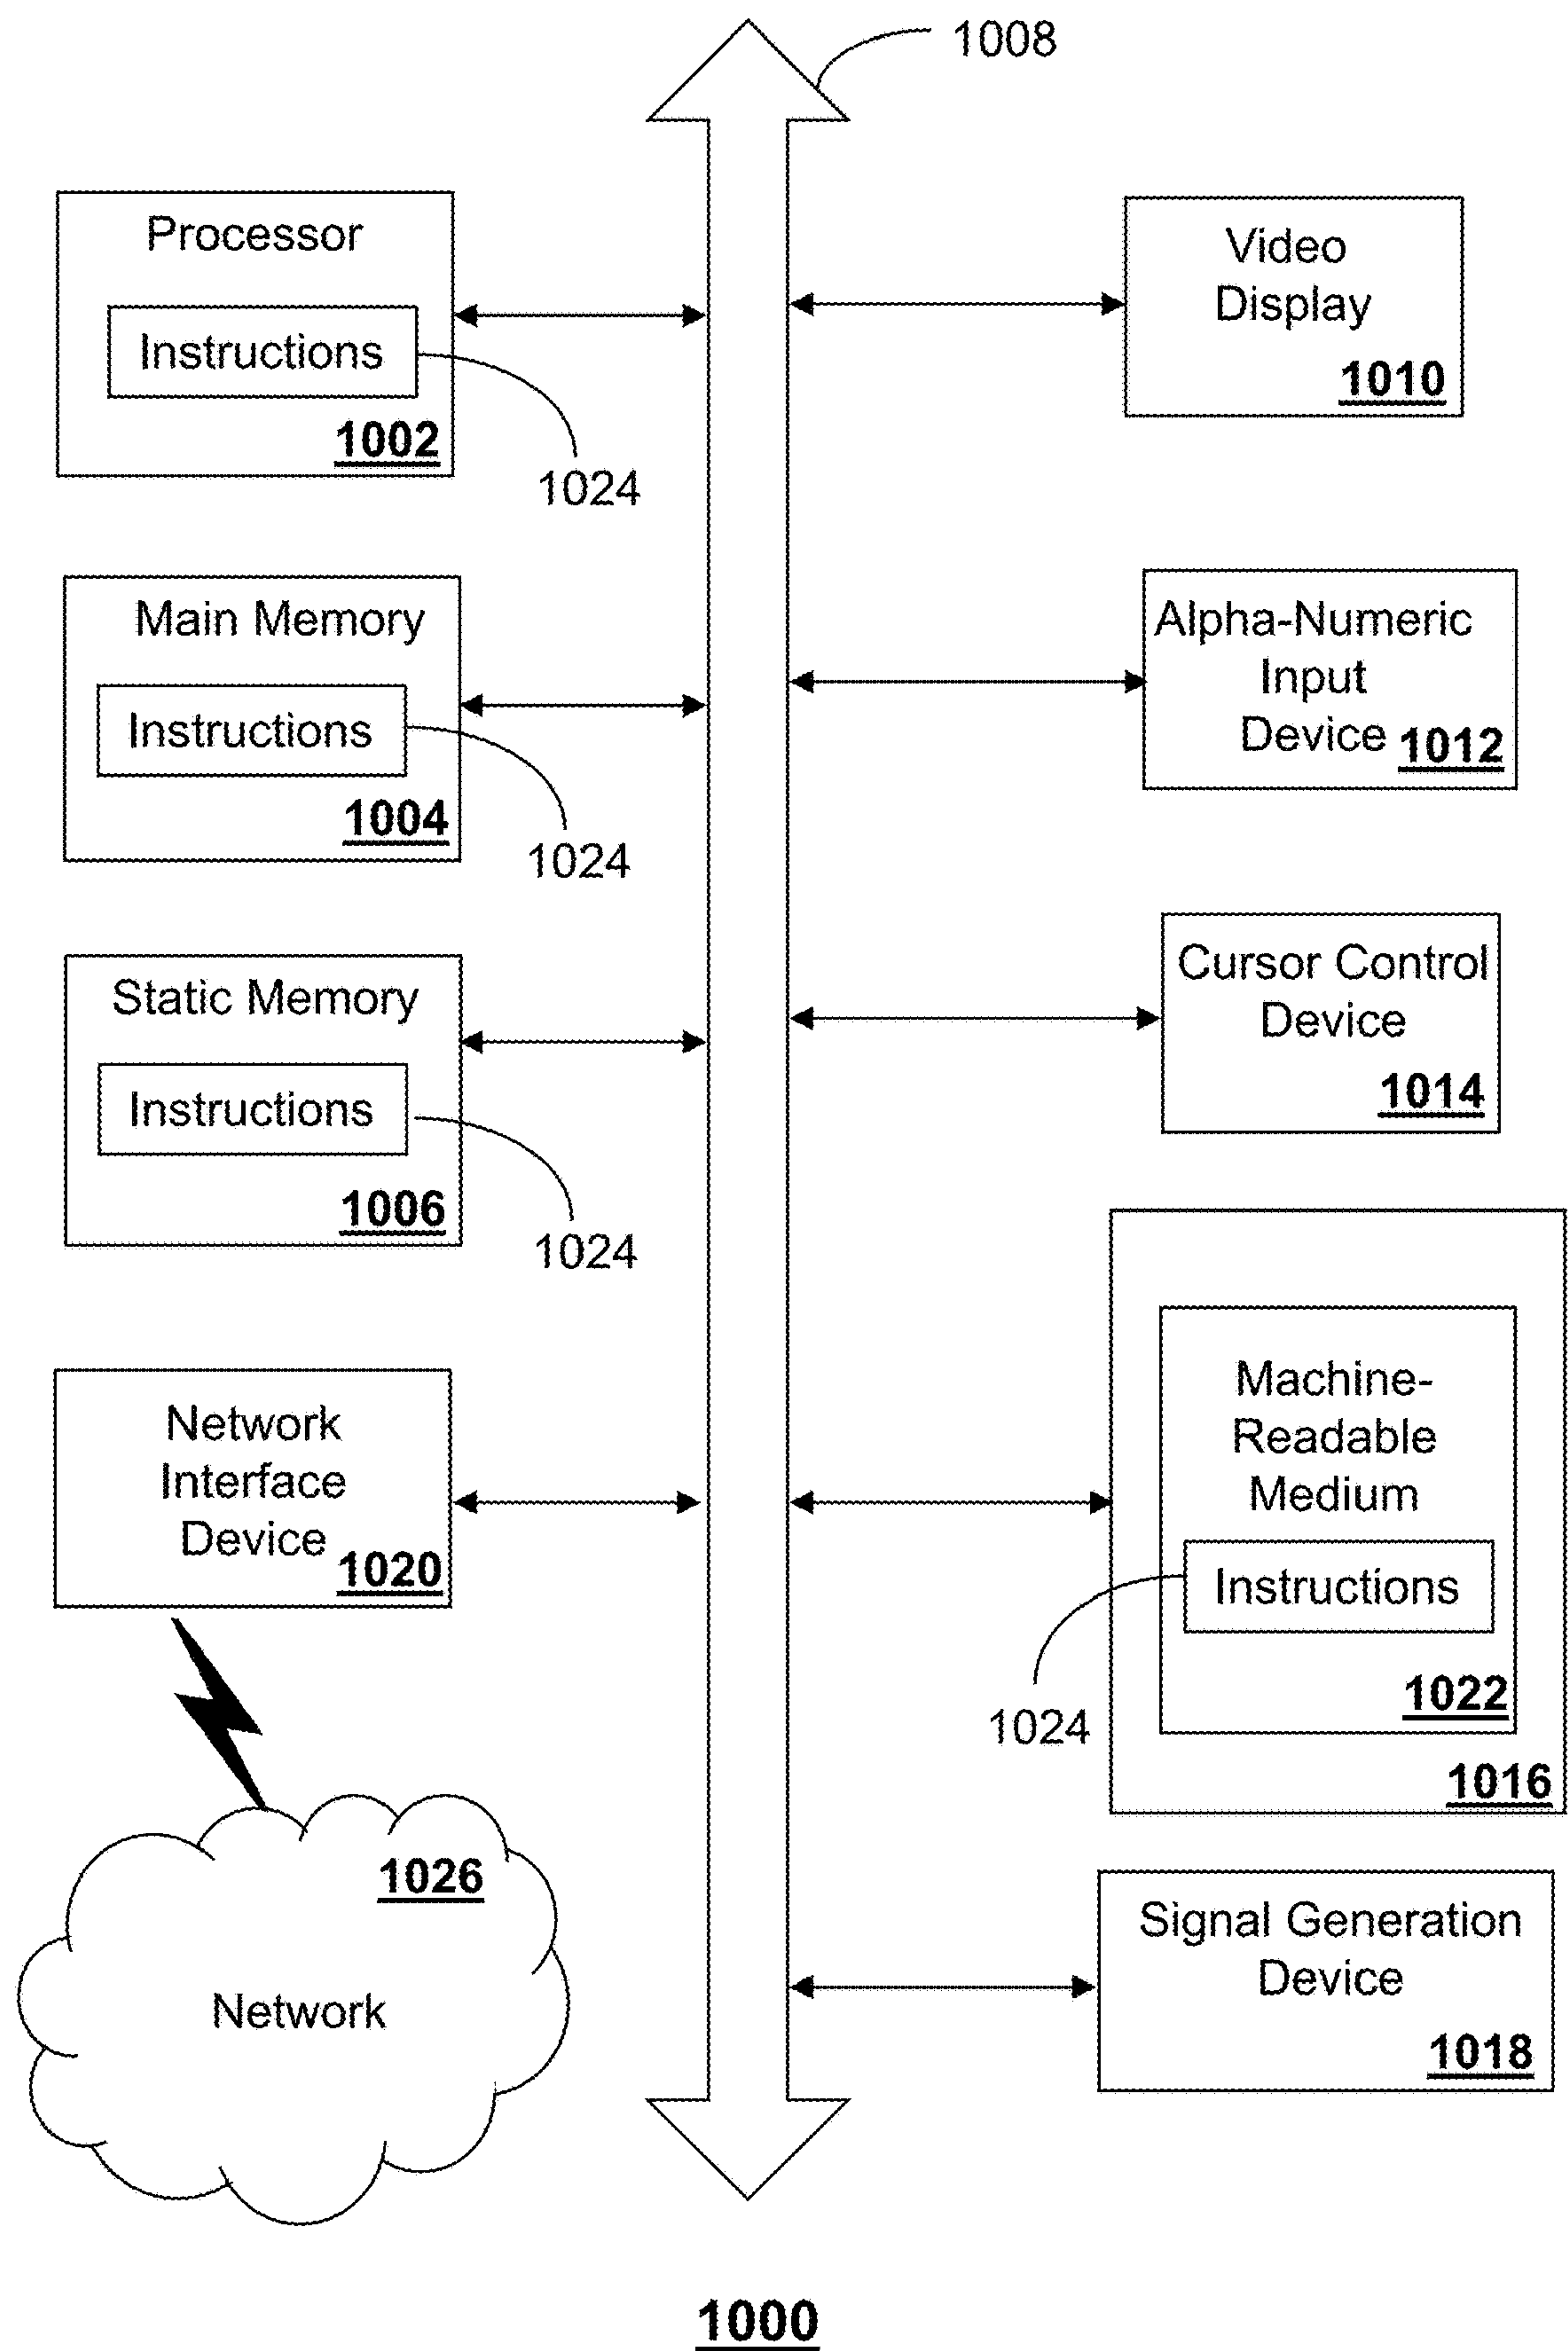 1008
Processor
Instructions
1002
1024
Video
Display
1010
Main Memory
Instructions
1004
1024
Alpha-Numeric
Input
Device 1012
Static Memory
Instructions
1006
1024
Cursor Control
Device
1014
Network
Interface
Device
1020
Machine-
Readable
Medium
Instructions
1022
1024
1016
1026
Network
Signal Generation
Device
1018
1000